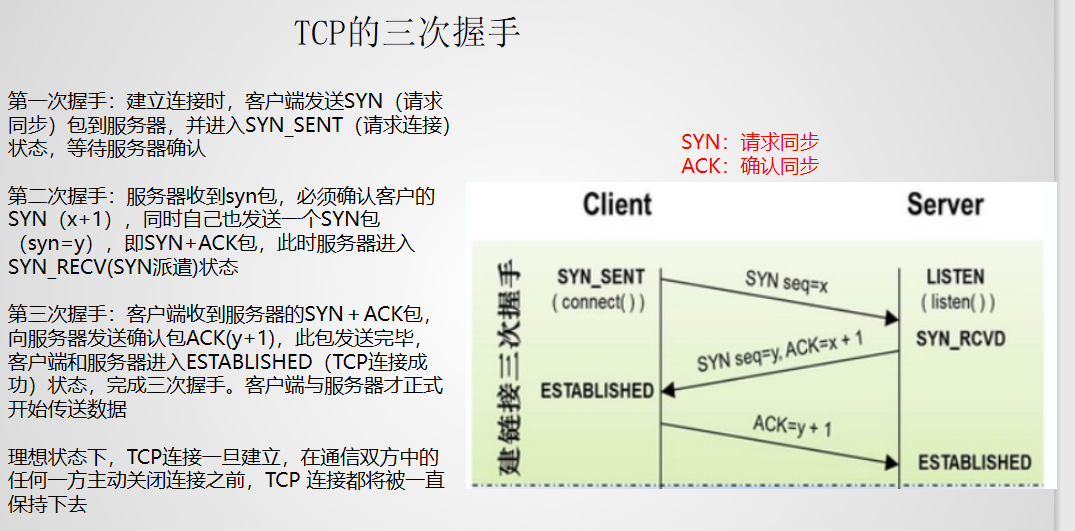 TCP的三次握手
第一次握手：建立连接时，客户端发送SYN（请求
同步）包到服务器，并进入SYN_SENT（请求连接）
状态，等待服务器确认
第二次握手：服务器收到syn包，必须确认客户的
SYN（x+1），同时自己也发送一个SYN包
（syn=y），即SYN+ACK包，此时服务器进入
SYN_RECV(SYN派遣)状态
第三次握手：客户端收到服务器的SYN＋ACK包，
向服务器发送确认包ACK(y+1)，此包发送完毕，
客户端和服务器进入ESTABLISHED（TCP连接成
功）状态，完成三次握手。客户端与服务器才正式
开始传送数据
理想状态下，TCP连接一旦建立，在通信双方中的
任何一方主动关闭连接之前，TCP 连接都将被一直
保持下去
SYN：请求同步
ACK：确认同步
Client
Server
建链接三次握手
SYN_SENT
( connect( ) )
SYN seq=x
LISTEN
( listen( ) )
SYN_RCVD
SYN seq=y, ACK=x + 1
ESTABLISHED
ACK=y + 1
ESTABLISHED